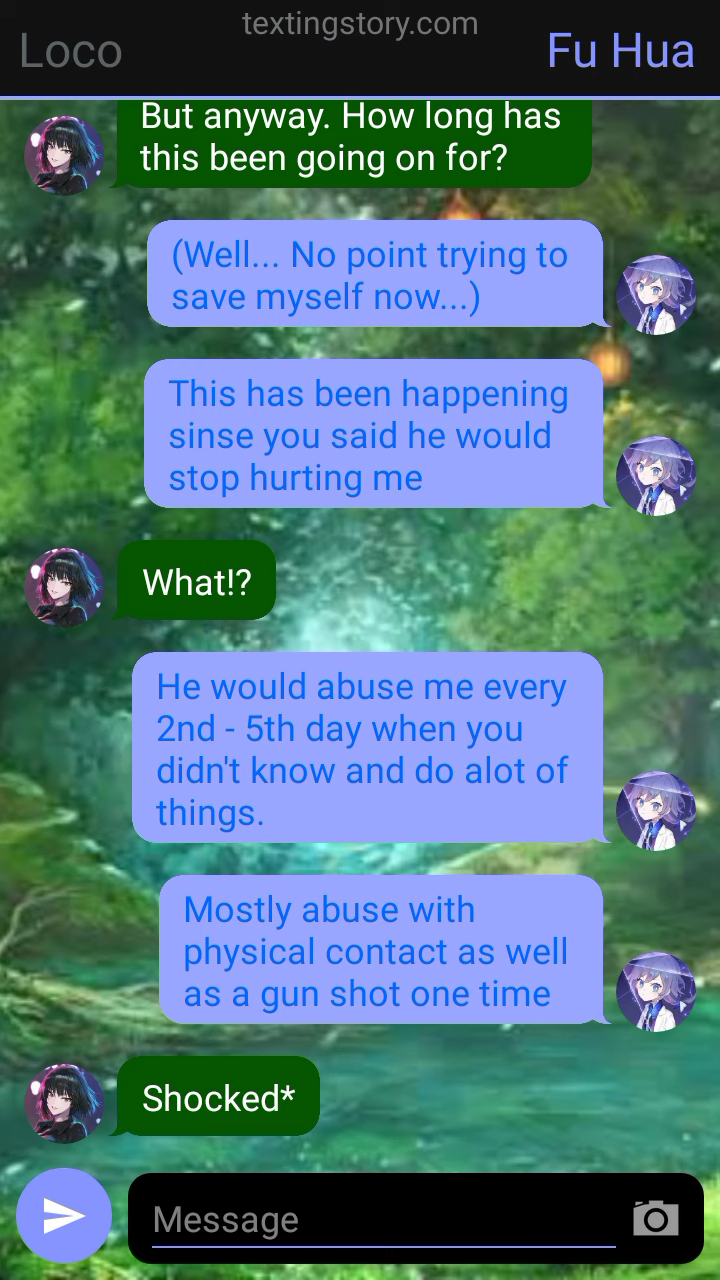 textingstory.com
Loco
Fu Hua
But anyway. How long has
this been going on for?
(Well... No point trying to
save myself now...)
This has been happening
sinse you said he would
stop hurting me
What!?
He would abuse me every
2nd - 5th day when you
didn't know and do alot of
things.
Mostly abuse with
physical contact as well
as a gun shot one time
Shocked*
Message